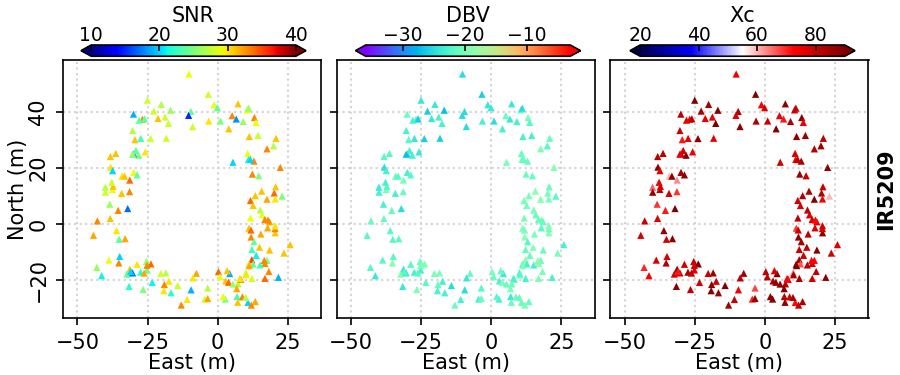 SNR DBV Xc
10 20 30 40 −30 −20 −10 20 40 60 80
40
20
0
−20
North (m)
IR5209
−50 −25 0 25 −50 −25 0 25 −50 −25 0 25
East (m) East (m) East (m)